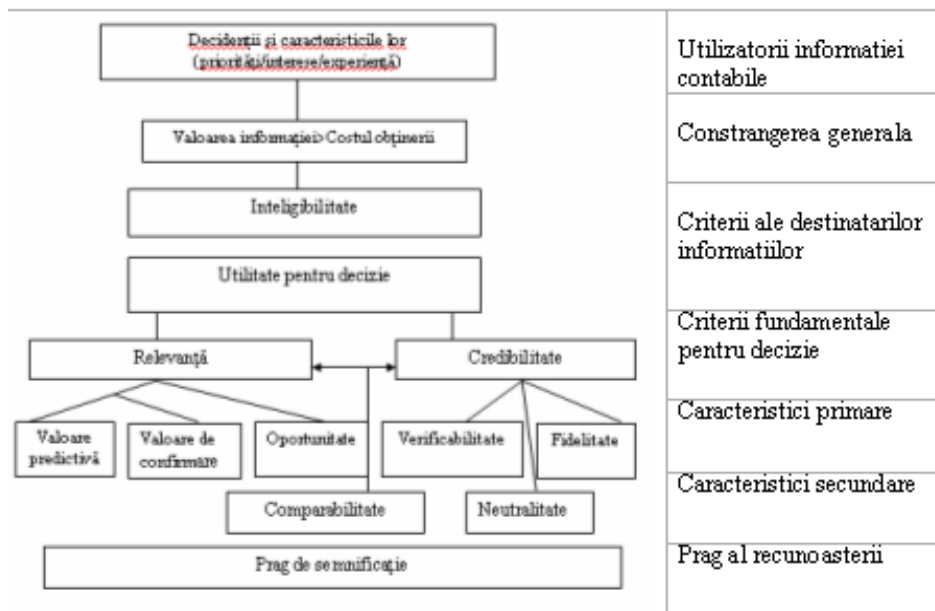 Decidenții și caracteristicile lor
(priorități/interese/experiență)
Utilizatorii informatiei
contabile
Valoarea informației>Costul obținerii
Constrangerea generala
Inteligibilitate
Criterii ale destinatarilor
informatiilor
Utilitate pentru decizie
Criterii fundamentale
pentru decizie
Relevanță
Credibilitate
Caracteristici primare
Valoare
predictivă
Valoare de
confirmare
Oportunitate
Verificabilitate
Fidelitate
Caracteristici secundare
Comparabilitate
Neutralitate
Prag de semnificație
Prag al recunoasterii